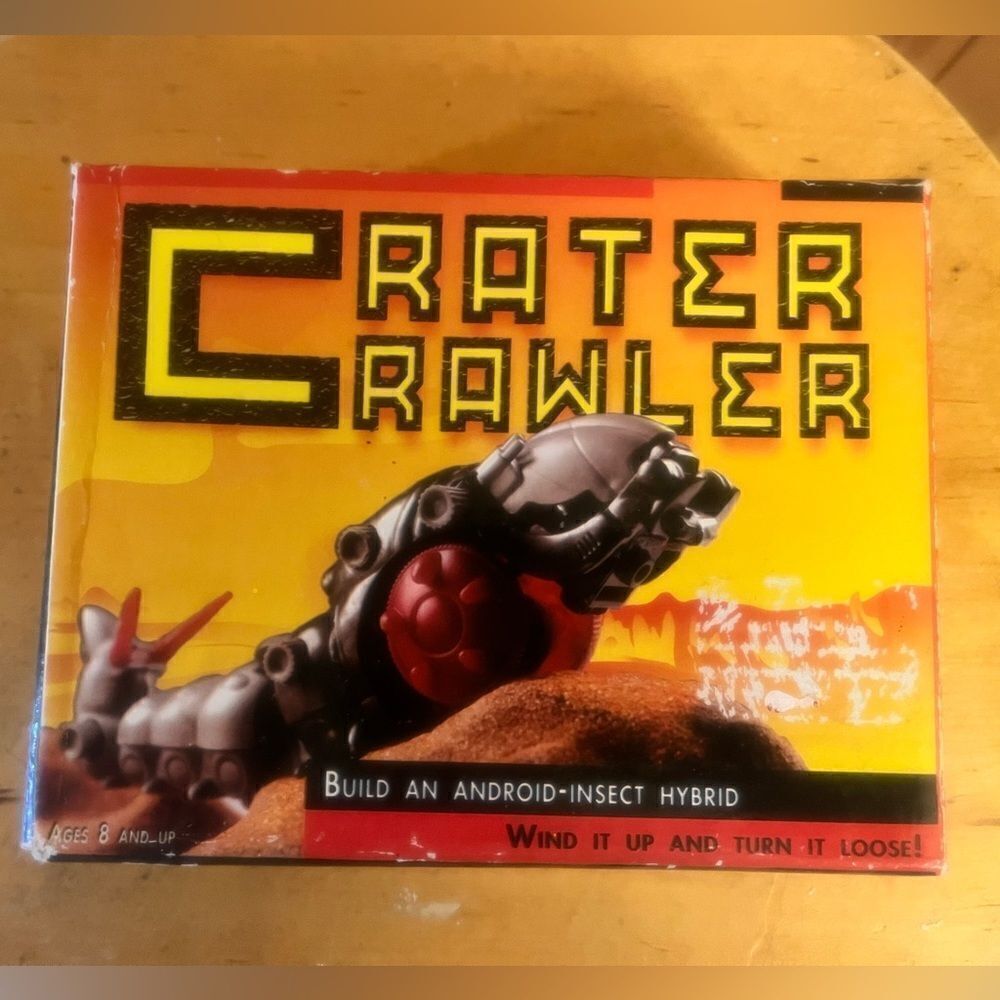 CRATER
CRAWLER
BUILD AN ANDROID-INSECT HYBRID
AGES 8 AND UP
WIND IT UP AND TURN IT LOOSE!